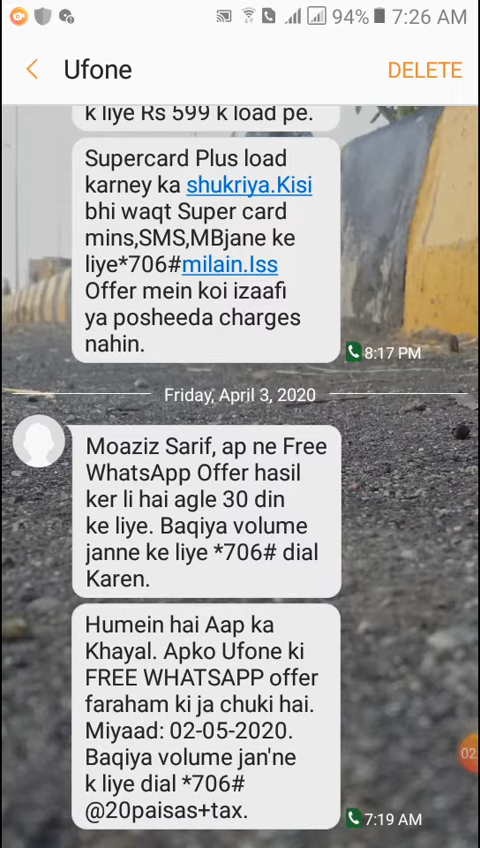 94% 7:26 AM
Ufone
DELETE
k liye Rs 599 k load pe.
Supercard Plus load
karney ka shukriya.Kisi
bhi waqt Super card
mins,SMS,MBjane ke
liye*706#milain.Iss
Offer mein koi izaafi
ya posheeda charges
nahin.
8:17 PM
Friday, April 3, 2020
Moaziz Sarif, ap ne Free
WhatsApp Offer hasil
ker li hai agle 30 din
ke liye. Baqiya volume
janne ke liye *706# dial
Karen.
Humein hai Aap ka
Khayal. Apko Ufone ki
FREE WHATSAPP offer
faraham ki ja chuki hai.
Miyaad: 02-05-2020.
Baqiya volume jan'ne
k liye dial *706#
@20paisas+tax.
7:19 AM
02